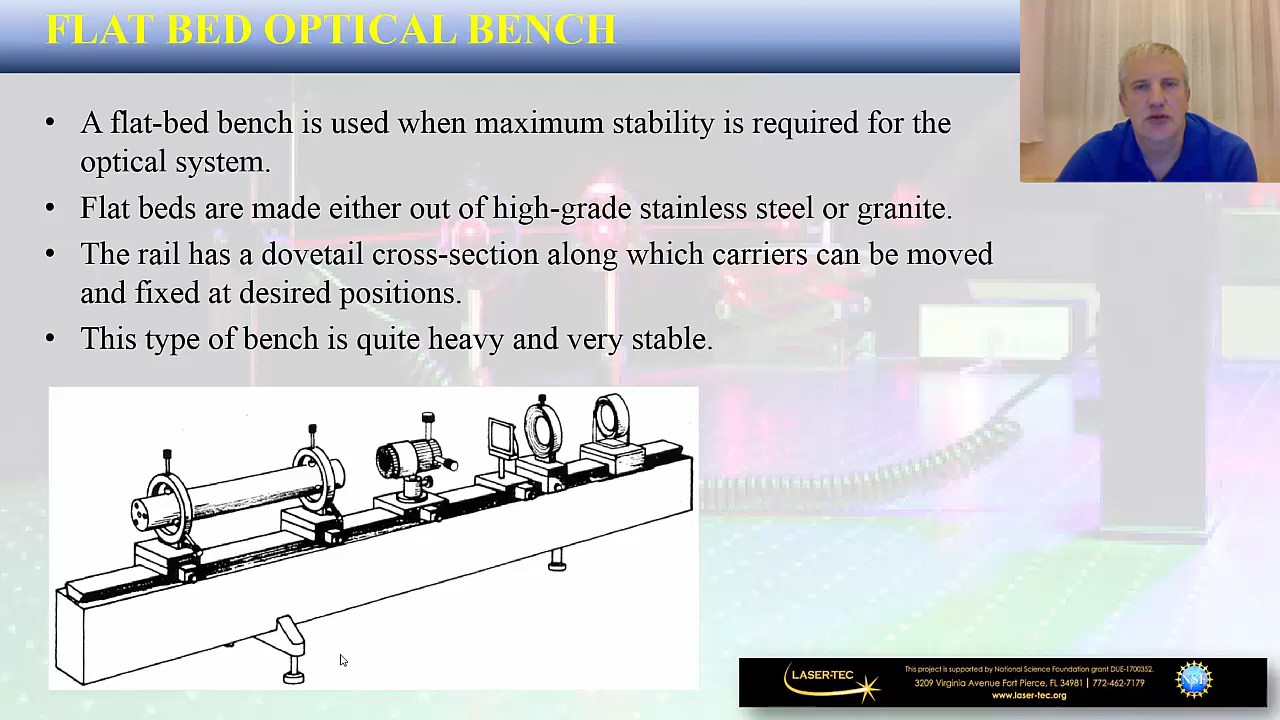 FLAT BED OPTICAL BENCH
• A flat-bed bench is used when maximum stability is required for the
optical system.
• Flat beds are made either out of high-grade stainless steel or granite.
• The rail has a dovetail cross-section along which carriers can be moved
and fixed at desired positions.
• This type of bench is quite heavy and very stable.
LASER-TEC
This project is supported by National Science Foundation grant DUE-1700352.
3209 Virginia Avenue Fort Pierce, FL 34981 | 772-462-7179
www.laser-tec.org
NSF